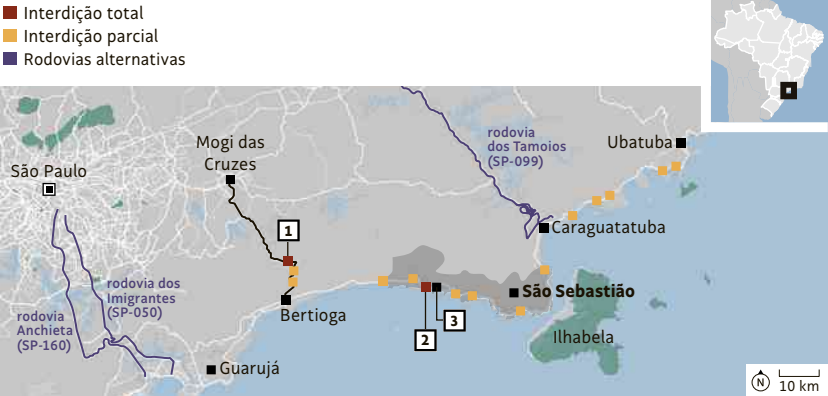 Interdição total
Interdição parcial
Rodovias alternativas
São Paulo
Mogi das
Cruzes
rodovia
dos Tamoios
(SP-099)
Ubatuba
Caraguatatuba
1
rodovia dos
Imigrantes
(SP-050)
rodovia
Anchieta
(SP-160)
Bertioga
São Sebastião
3
2
Ilhabela
Guarujá
N
10 km